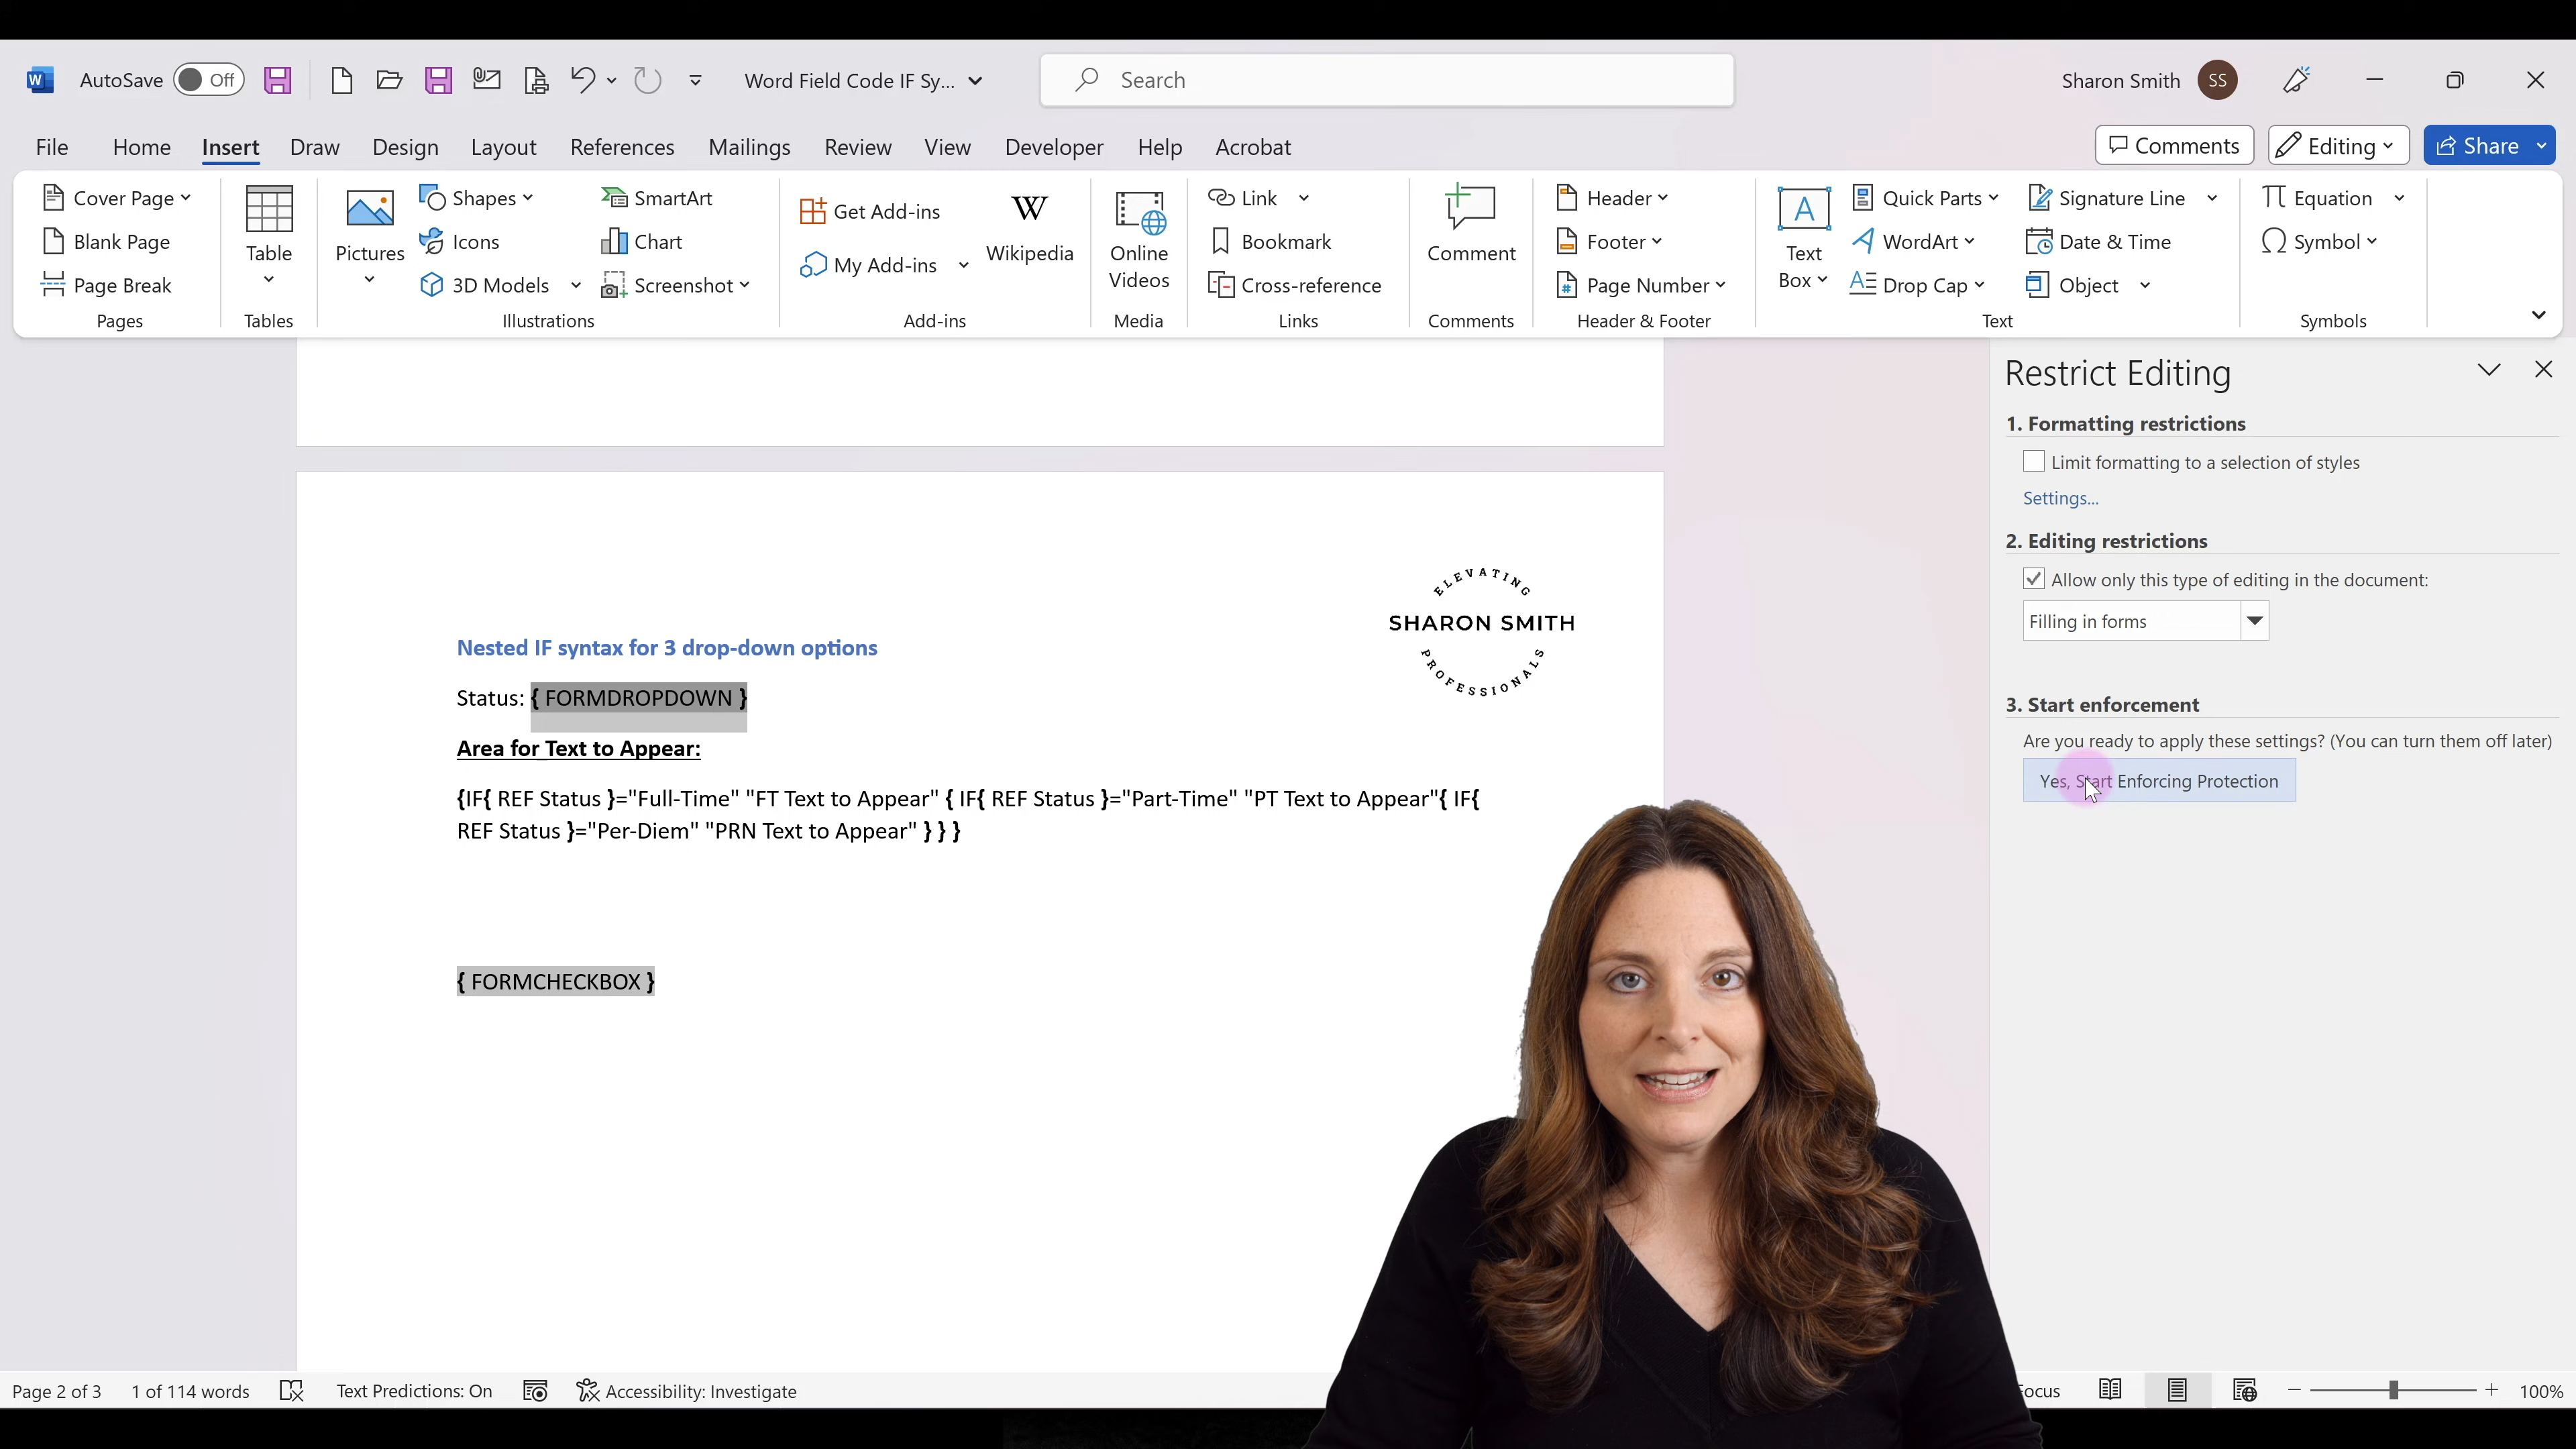 AutoSave Off
Word Field Code IF Sy...
Search
Sharon Smith SS
File Home Insert Draw Design Layout References Mailings Review View Developer Help Acrobat
Comments Editing Share
Cover Page
Blank Page
Page Break
Pages
Table
Tables
Pictures
Shapes
Icons
3D Models
SmartArt
Chart
Screenshot
Illustrations
Get Add-ins
My Add-ins
W
Wikipedia
Add-ins
Online
Videos
Media
Link
Bookmark
Cross-reference
Links
Comment
Comments
Header
Footer
Page Number
Header & Footer
A
Text
Box
Quick Parts
WordArt
Drop Cap
Signature Line
Date & Time
Object
Text
Equation
Symbol
Symbols
ELEVATING
SHARON SMITH
PROFESSIONALS
Nested IF syntax for 3 drop-down options
Status: { FORMDROPDOWN }
Area for Text to Appear:
{IF{ REF Status }="Full-Time" "FT Text to Appear" { IF{ REF Status }="Part-Time" "PT Text to Appear"{ IF{
REF Status }="Per-Diem" "PRN Text to Appear" } } }
{ FORMCHECKBOX }
Restrict Editing
1. Formatting restrictions
Limit formatting to a selection of styles
Settings...
2. Editing restrictions
Allow only this type of editing in the document:
Filling in forms
3. Start enforcement
Are you ready to apply these settings? (You can turn them off later)
Yes, Start Enforcing Protection
Page 2 of 3 1 of 114 words Text Predictions: On Accessibility: Investigate
100%